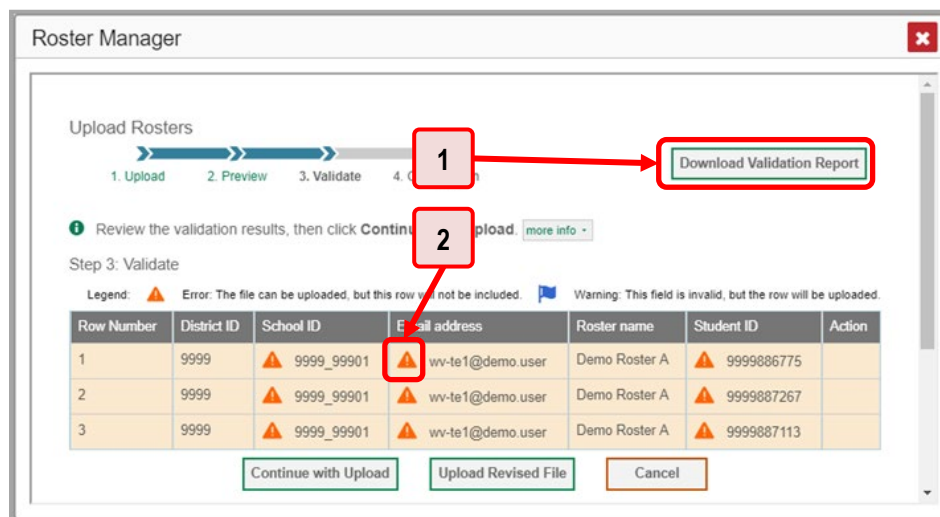 Roster Manager
Upload Rosters
1
Download Validation Report
1. Upload 2. Preview 3. Validate 4.
Review the validation results, then click pload. more info
2
Step 3: Validate
Legend: Error: The file can be uploaded, but this row will not be included. Warning: This field is invalid, but the row will be uploaded.
Row Number District ID School ID Email address Roster name Student ID Action
1 9999 9999_99901 wv-te1@demo.user Demo Roster A 9999886775
2 9999 9999_99901 wv-te1@demo.user Demo Roster A 9999887267
3 9999 9999_99901 wv-te1@demo.user Demo Roster A 9999887113
Continue with Upload Upload Revised File Cancel